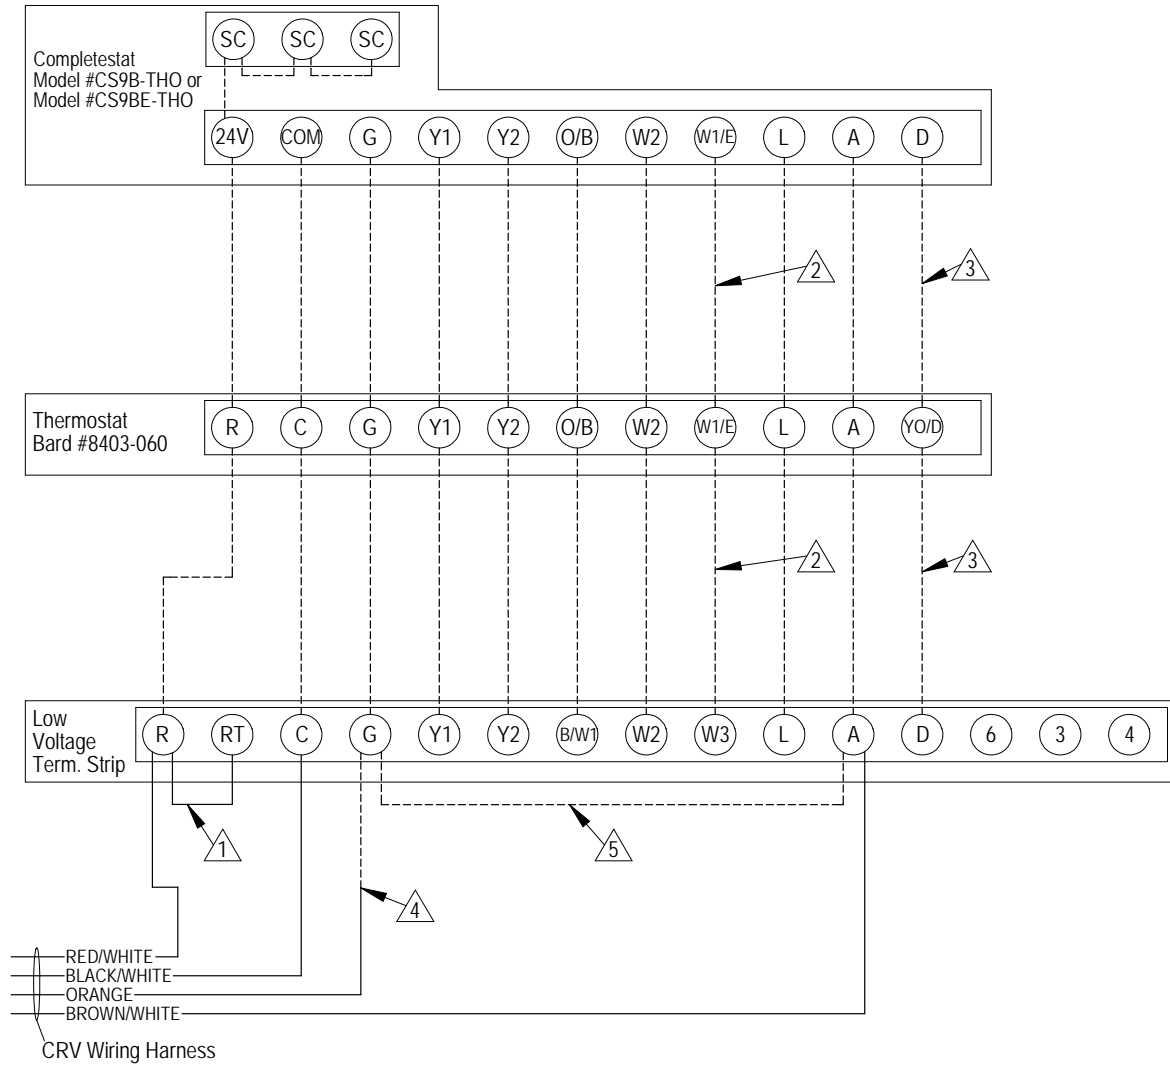 SC SC SC
Completestat
Model #CS9B-THO or
Model #CS9BE-THO
24V COM G Y1 Y2 O/B W2 W1/E L A D
2 3
Thermostat
Bard #8403-060
R C G Y1 Y2 O/B W2 W1/E L A YO/D
2 3
Low
Voltage
Term. Strip
R RT C G Y1 Y2 B/W1 W2 W3 L A D 6 3 4
1 5
4
RED/WHITE
BLACK/WHITE
ORANGE
BROWN/WHITE
CRV Wiring Harness